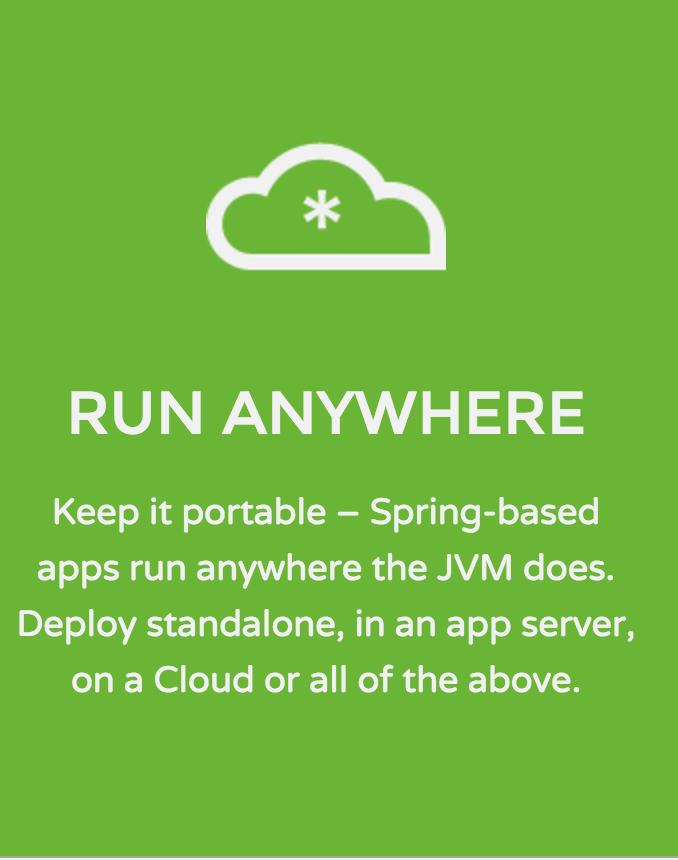 *
RUN ANYWHERE
Keep it portable – Spring-based
apps run anywhere the JVM does.
Deploy standalone, in an app server,
on a Cloud or all of the above.